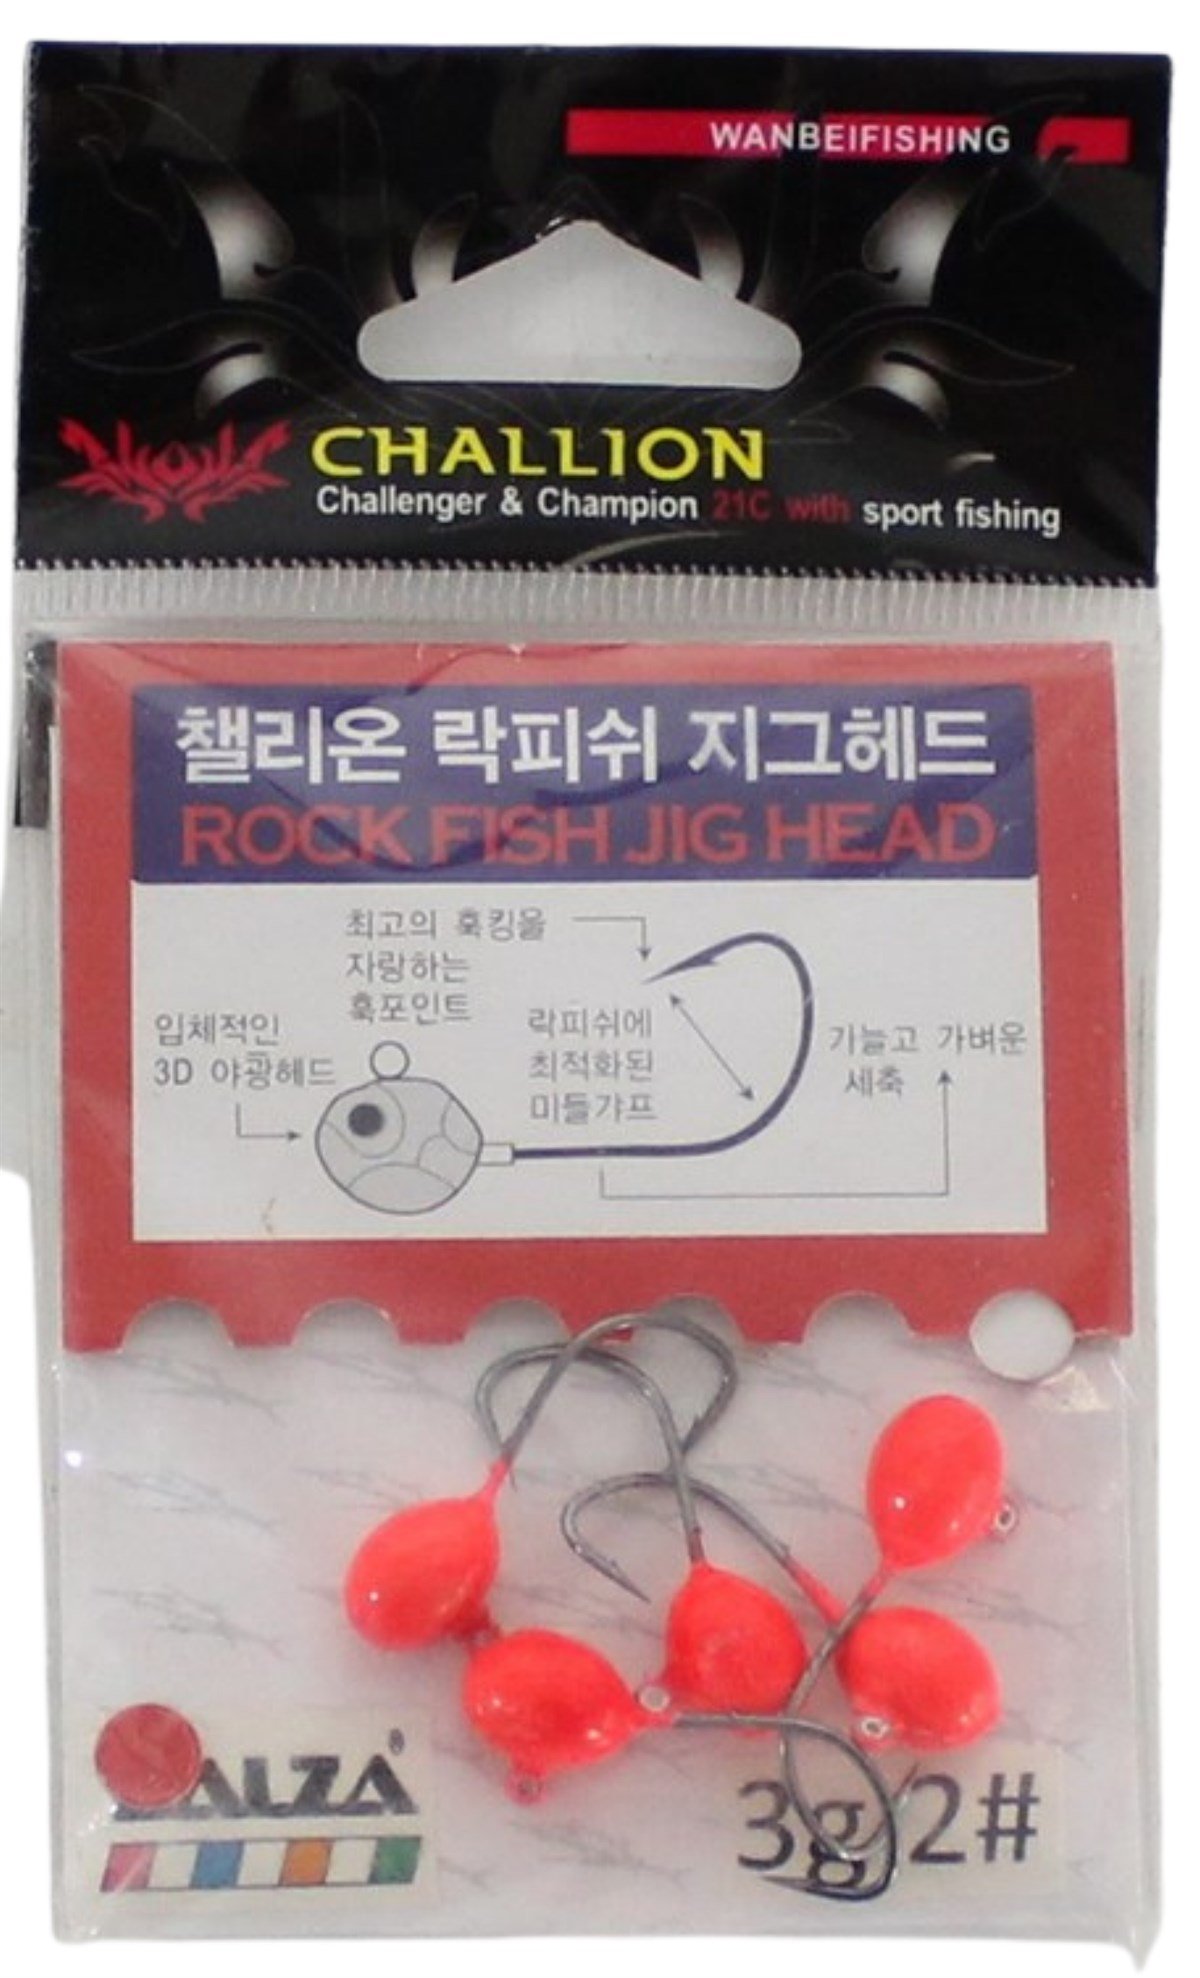 WANBEIFISHING
CHALLION
Challenger & Champion 21C with sport fishing
챌리온 락피쉬 지그헤드
ROCK FISH JIG HEAD
최고의 훅킹을
자랑하는
훅포인트
입체적인
3D 야광헤드
락피쉬에
최적화된
미들갸프
가늘고 가벼운
세축
ALZA®
3g 2#